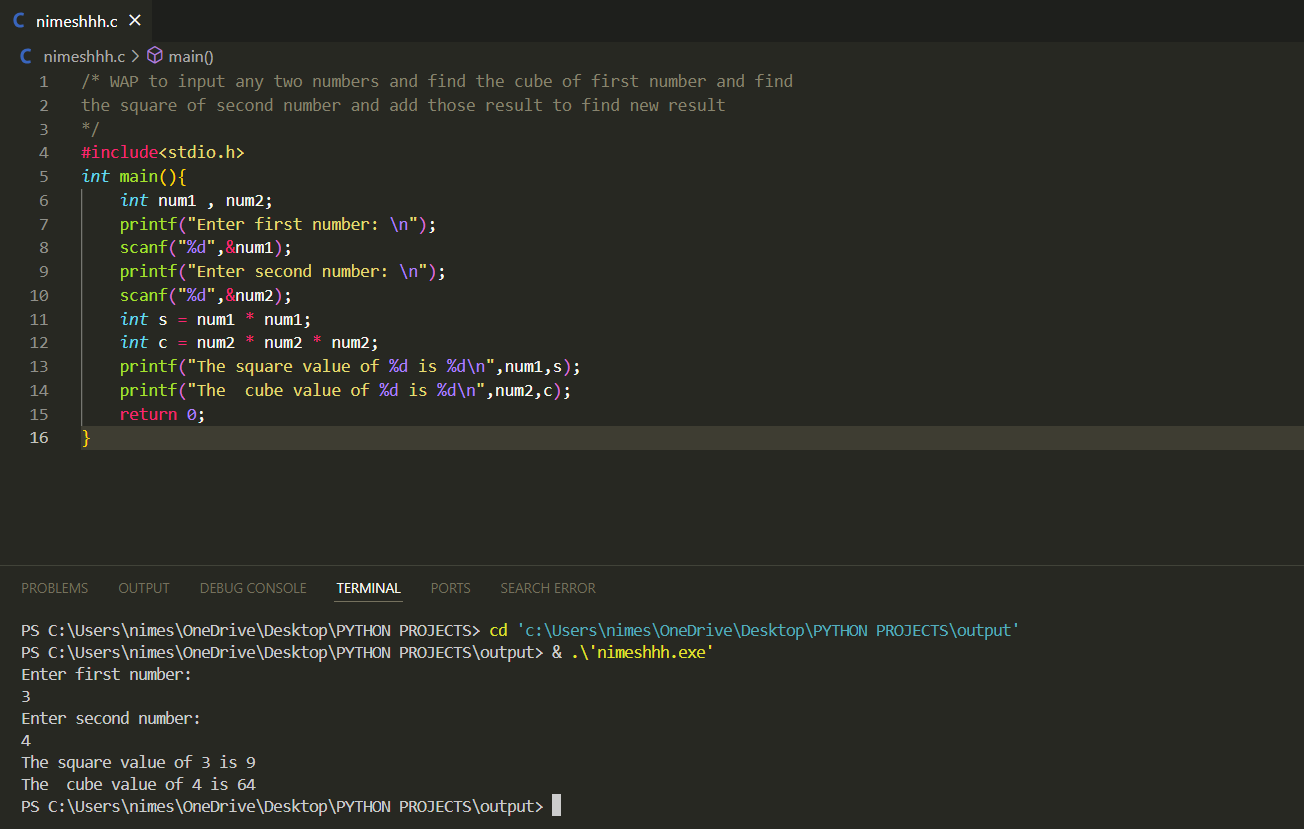 C nimeshhh.c ×
C nimeshhh.c > main()
1 /* WAP to input any two numbers and find the cube of first number and find
2 the square of second number and add those result to find new result
3 */
4 #include<stdio.h>
5 int main(){
6     int num1 , num2;
7     printf("Enter first number: \n");
8     scanf("%d",&num1);
9     printf("Enter second number: \n");
10     scanf("%d",&num2);
11     int s = num1 * num1;
12     int c = num2 * num2 * num2;
13     printf("The square value of %d is %d\n",num1,s);
14     printf("The  cube value of %d is %d\n",num2,c);
15     return 0;
16 }
PROBLEMS OUTPUT DEBUG CONSOLE TERMINAL PORTS SEARCH ERROR
PS C:\Users\nimes\OneDrive\Desktop\PYTHON PROJECTS> cd 'c:\Users\nimes\OneDrive\Desktop\PYTHON PROJECTS\output'
PS C:\Users\nimes\OneDrive\Desktop\PYTHON PROJECTS\output> & .\'nimeshhh.exe'
Enter first number:
3
Enter second number:
4
The square value of 3 is 9
The  cube value of 4 is 64
PS C:\Users\nimes\OneDrive\Desktop\PYTHON PROJECTS\output>